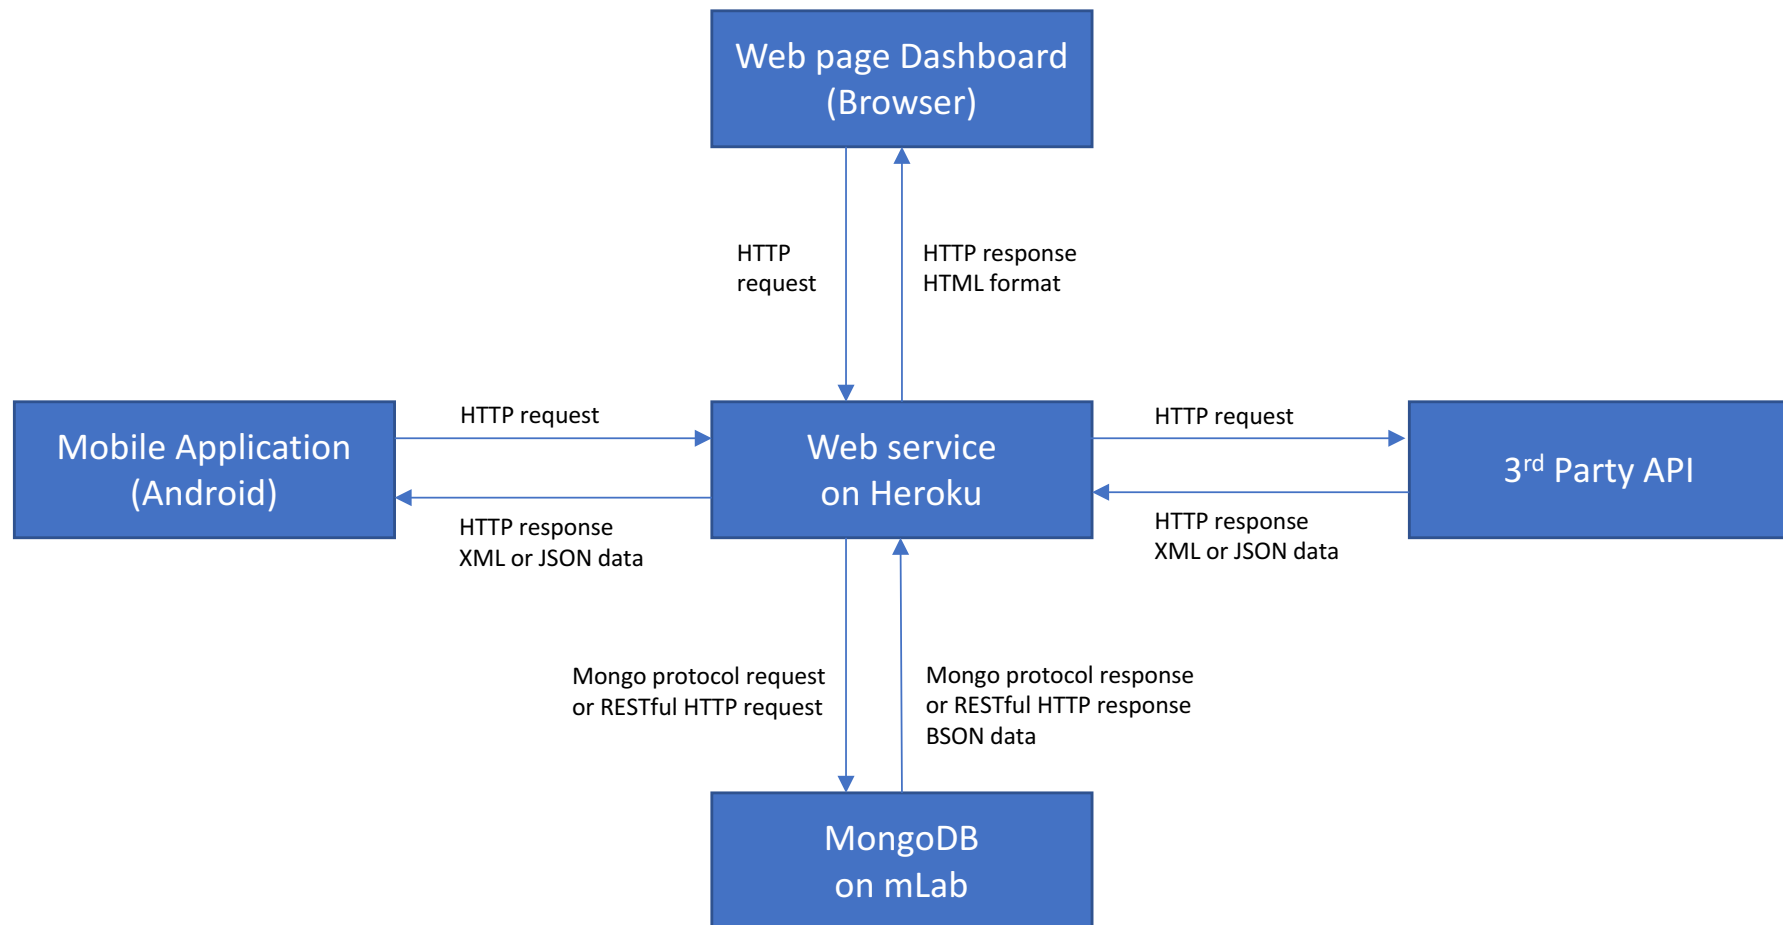 Web page Dashboard
(Browser)
HTTP
request
HTTP response
HTML format
Mobile Application
(Android)
HTTP request
HTTP response
XML or JSON data
Web service
on Heroku
HTTP request
HTTP response
XML or JSON data
3rd Party API
Mongo protocol request
or RESTful HTTP request
Mongo protocol response
or RESTful HTTP response
BSON data
MongoDB
on mLab